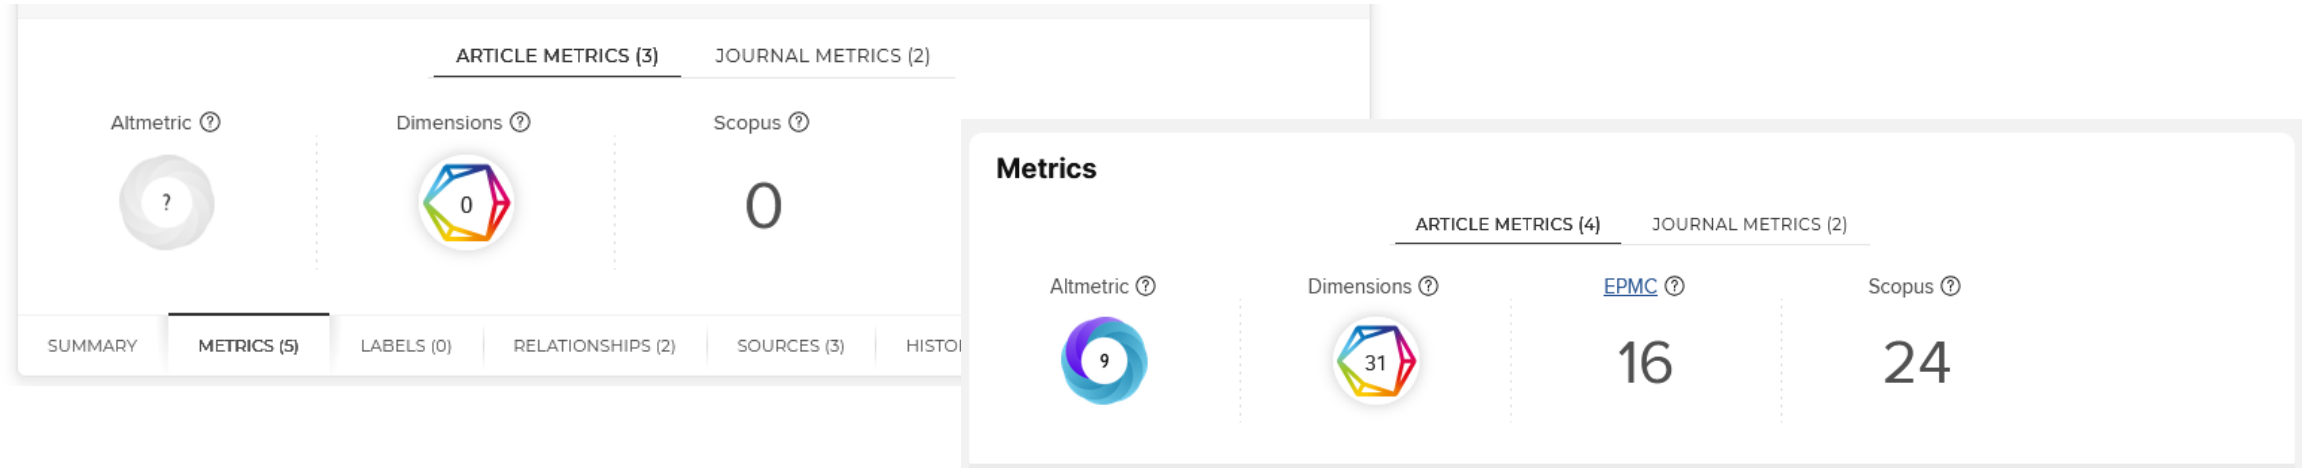 ARTICLE METRICS (3) JOURNAL METRICS (2)
Altmetric ? Dimensions ? Scopus ?
? 0 0
SUMMARY METRICS (5) LABELS (0) RELATIONSHIPS (2) SOURCES (3) HISTO
Metrics
ARTICLE METRICS (4) JOURNAL METRICS (2)
Altmetric ? Dimensions ? EPMC ? Scopus ?
9 31 16 24